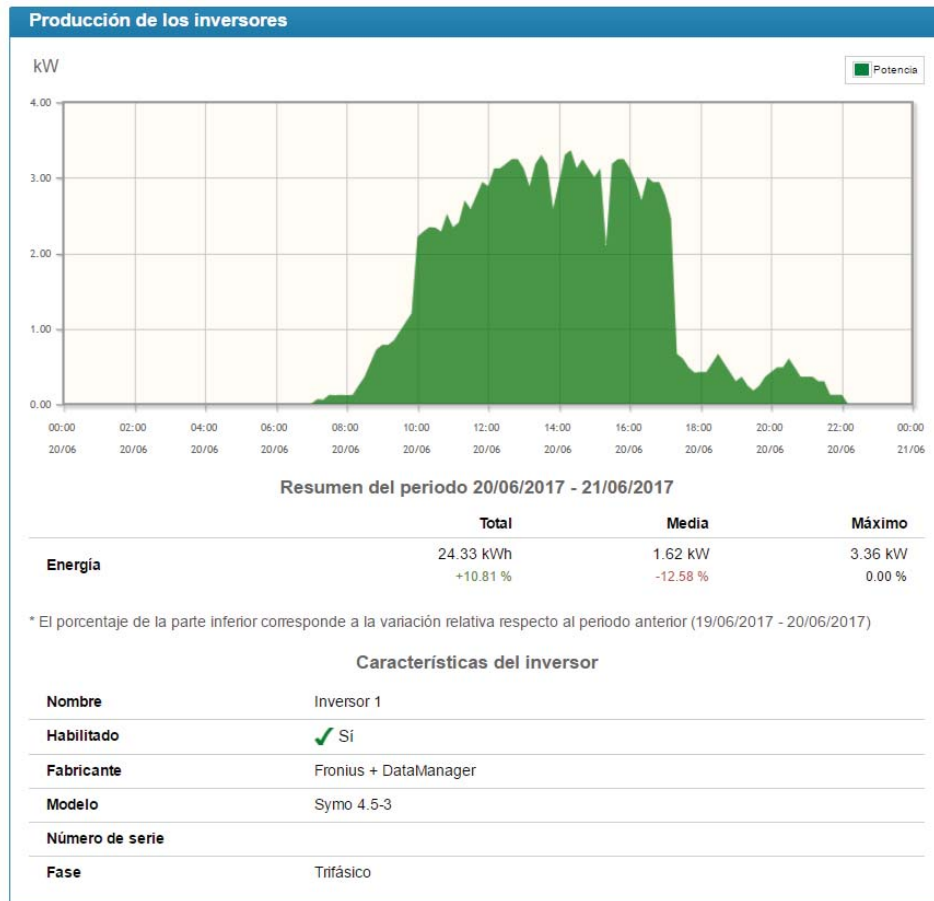 Producción de los inversores
kW
Potencia
4.00
3.00
2.00
1.00
0.00
00:00 02:00 04:00 06:00 08:00 10:00 12:00 14:00 16:00 18:00 20:00 22:00 00:00
20/06 20/06 20/06 20/06 20/06 20/06 20/06 20/06 20/06 20/06 20/06 20/06 21/06
Resumen del periodo 20/06/2017 - 21/06/2017
Total Media Máximo
Energía 24.33 kWh 1.62 kW 3.36 kW
+10.81 % -12.58 % 0.00 %
* El porcentaje de la parte inferior corresponde a la variación relativa respecto al periodo anterior (19/06/2017 - 20/06/2017)
Características del inversor
Nombre Inversor 1
Habilitado Sí
Fabricante Fronius + DataManager
Modelo Symo 4.5-3
Número de serie
Fase Trifásico